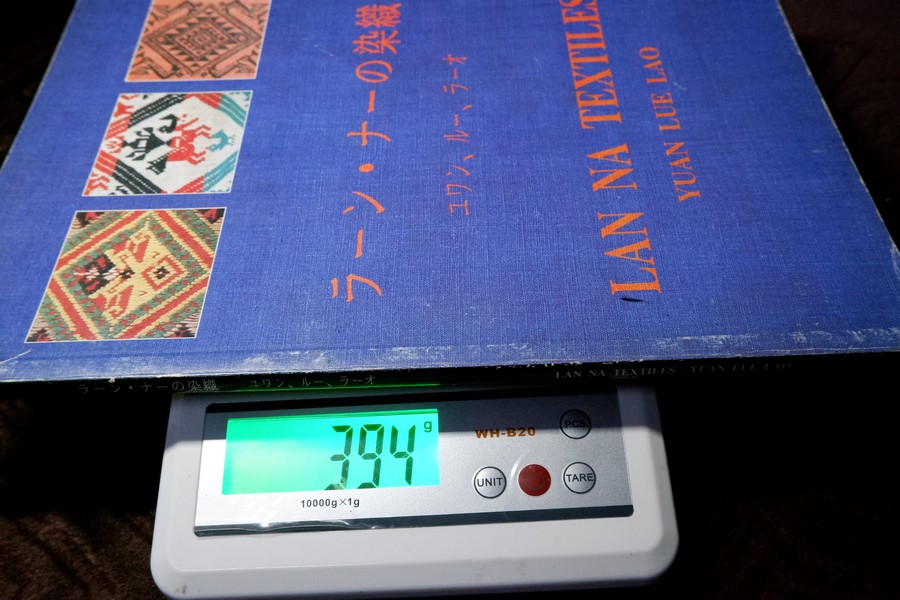 ラーン・ナーの染織
ユワン、ルー、ラーオ
LAN NA TEXTILES
YUAN LUE LAO
ラーン・ナーの染織 ユワン、ルー、ラーオ
LAN NA TEXTILES : YUAN LUE LAO
394 g
10000g×1g
WH-B20
PCS
UNIT
TARE